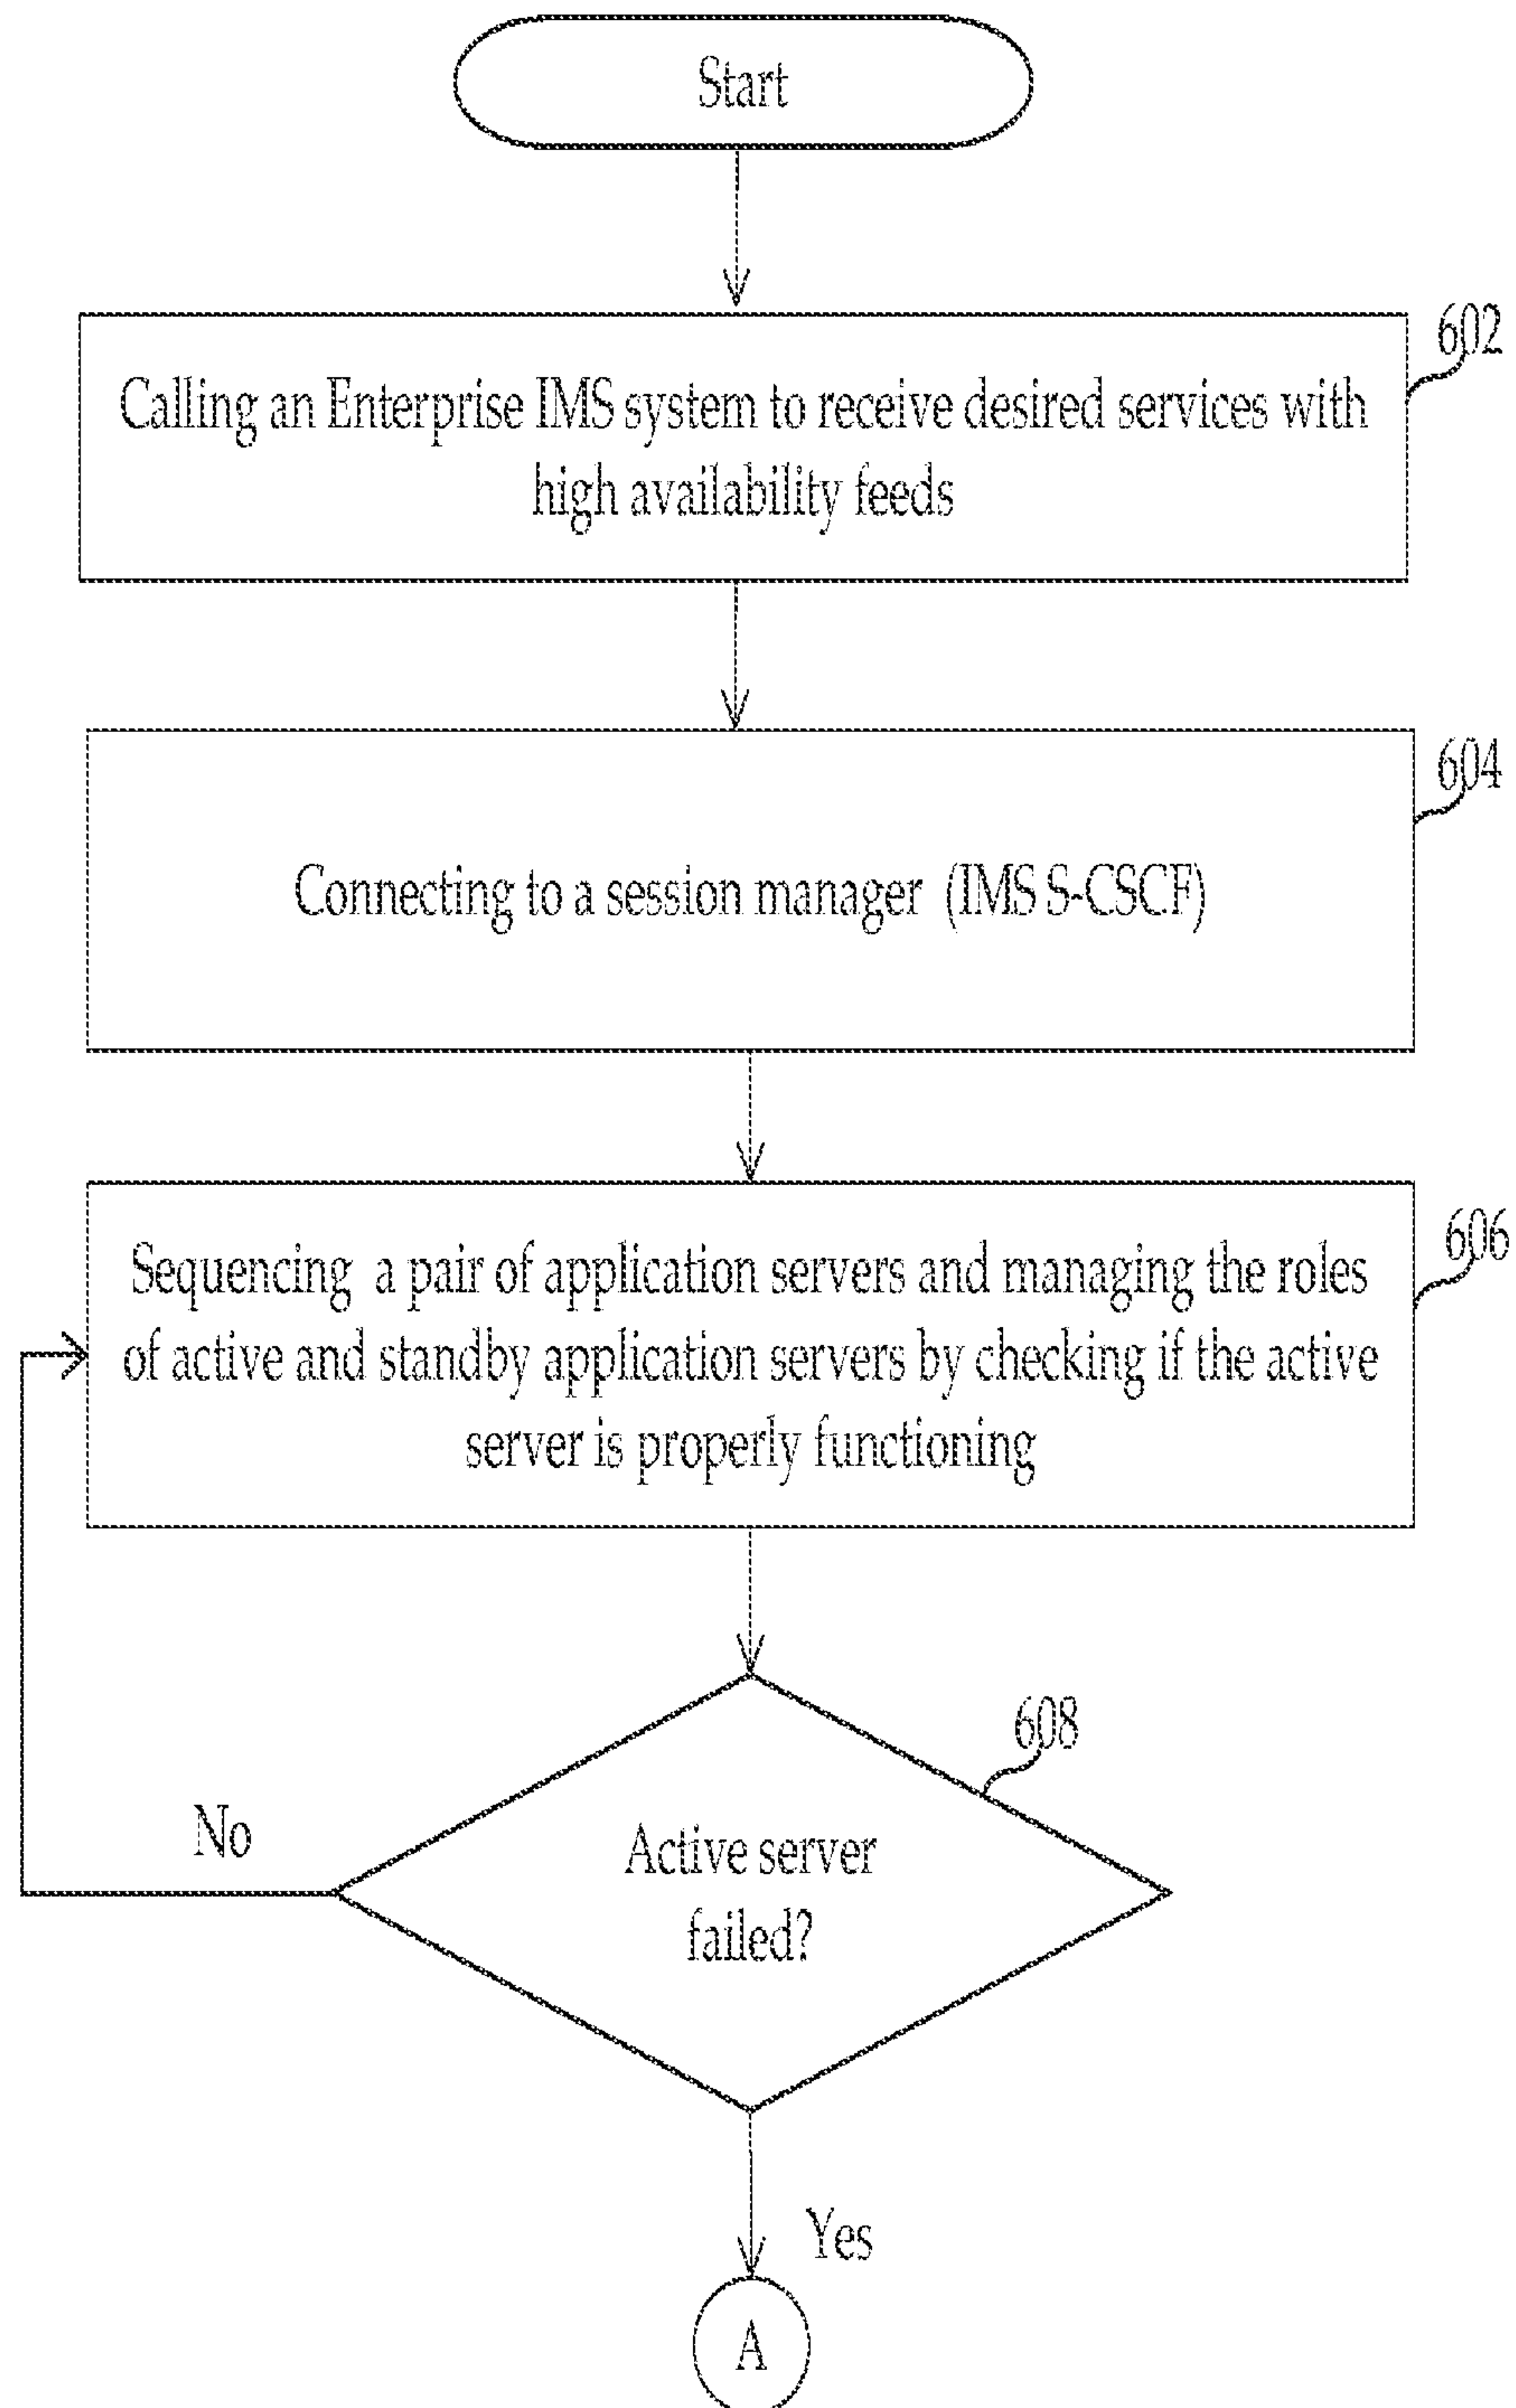 Start
602
Calling an Enterprise IMS system to receive desired services with
high availability feeds
604
Connecting to a session manager (IMS S-CSCF)
606
Sequencing a pair of application servers and managing the roles
of active and standby application servers by checking if the active
server is properly functioning
608
No
Active server
failed?
Yes
A